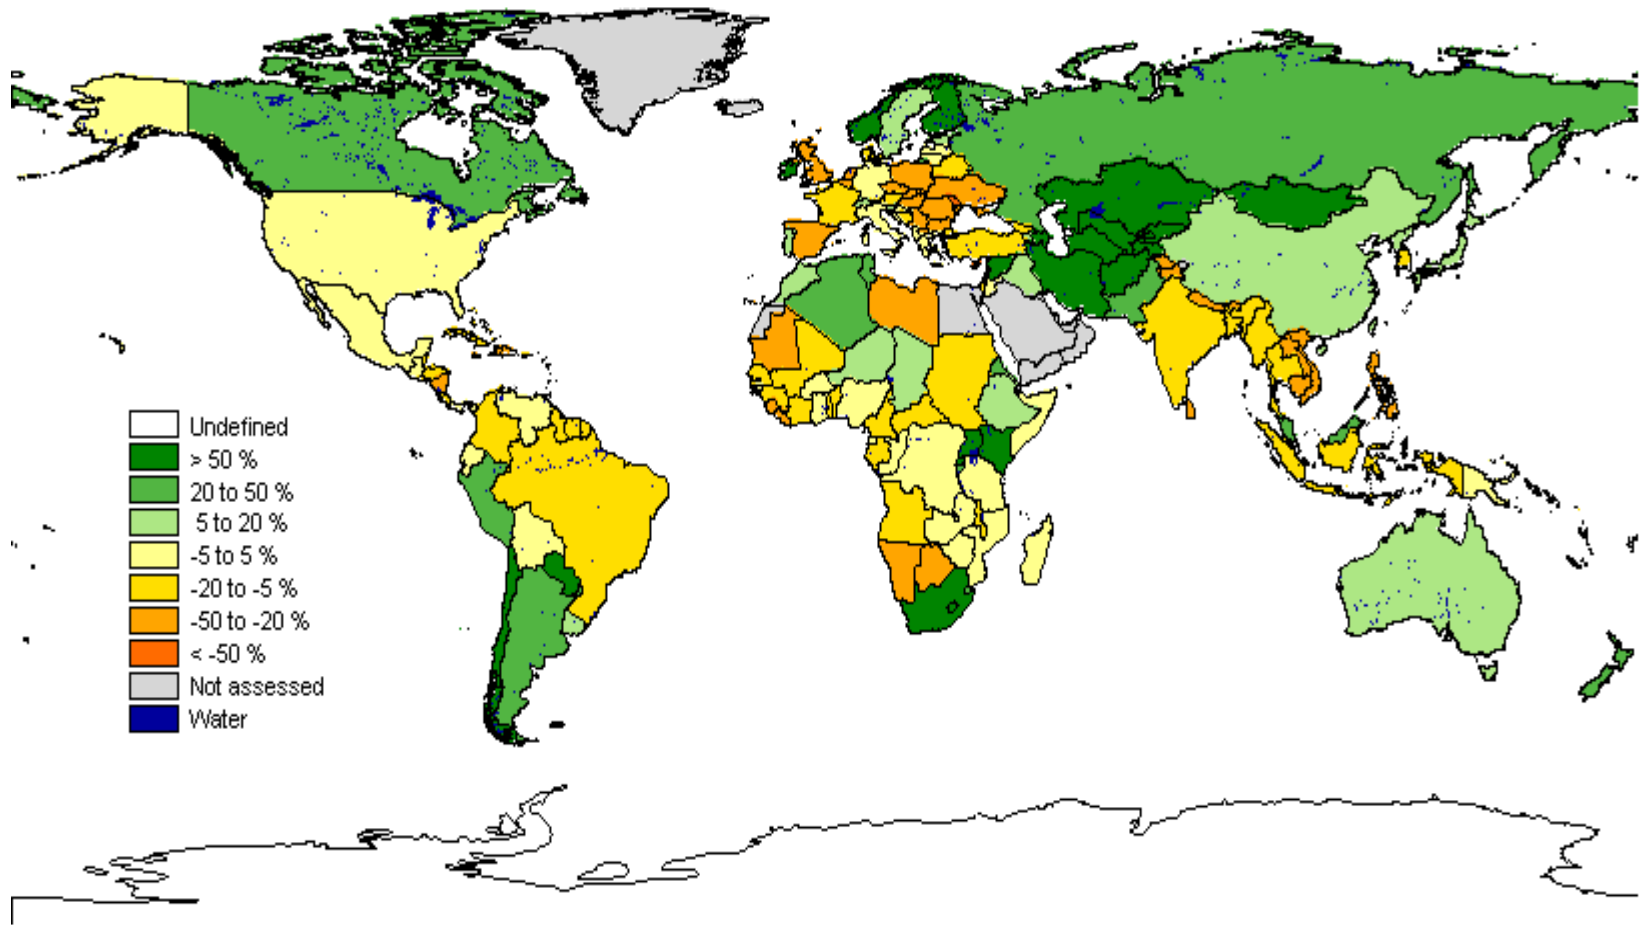 Undefined
> 50 %
20 to 50 %
5 to 20 %
-5 to 5 %
-20 to -5 %
-50 to -20 %
< -50 %
Not assessed
Water